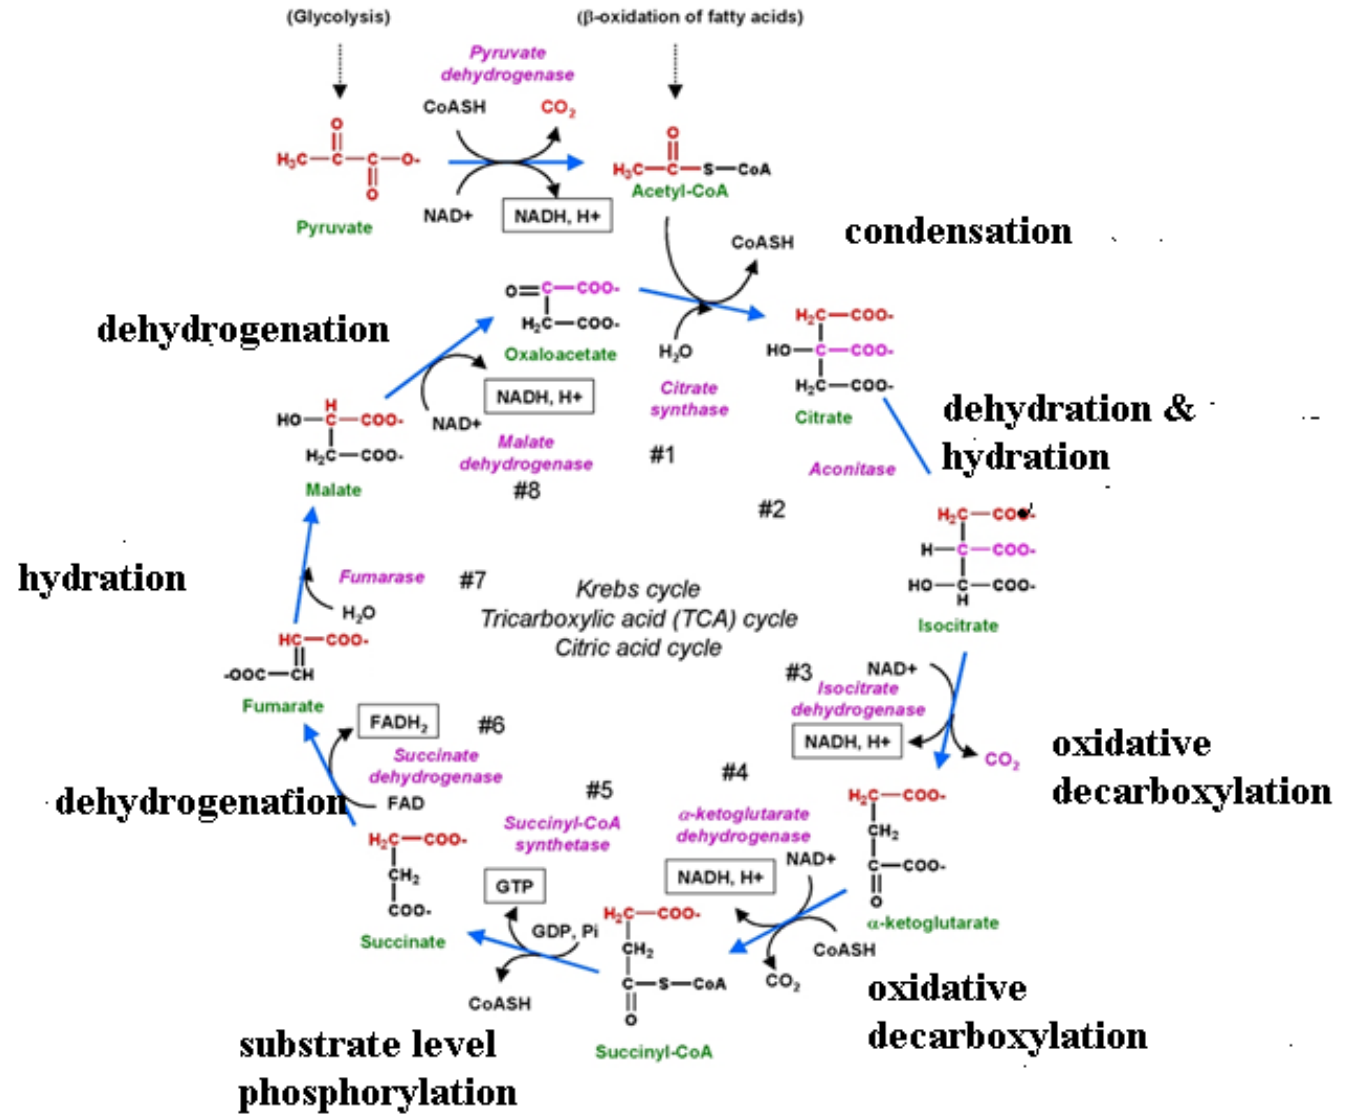 (Glycolysis)
(β-oxidation of fatty acids)
Pyruvate
dehydrogenase
CoASH
CO2
O
H3C—C—C—O-
O
Pyruvate
NAD+
NADH, H+
O
H3C—C—S—CoA
Acetyl-CoA
CoASH
condensation
O=C—COO-
H2C—COO-
Oxaloacetate
H2O
Citrate
synthase
#1
H2C—COO-
HO—C—COO-
H2C—COO-
Citrate
dehydration &
hydration
Aconitase
#2
H2C—CO-
H—C—COO-
HO—C—COO-
H
Isocitrate
#3
NAD+
Isocitrate
dehydrogenase
NADH, H+
CO2
oxidative
decarboxylation
H2C—COO-
CH2
C—COO-
O
α-ketoglutarate
#4
α-ketoglutarate
dehydrogenase
NAD+
NADH, H+
CoASH
CO2
oxidative
decarboxylation
H2C—COO-
CH2
C—S—CoA
O
Succinyl-CoA
#5
Succinyl-CoA
synthetase
GTP
GDP, Pi
CoASH
substrate level
phosphorylation
H2C—COO-
CH2
COO-
Succinate
#6
FADH2
Succinate
dehydrogenase
FAD
dehydrogenation
HC—COO-
-OOC—CH
Fumarate
#7
Fumarase
H2O
hydration
H
HO—C—COO-
H2C—COO-
Malate
dehydrogenation
NADH, H+
NAD+
Malate
dehydrogenase
#8
Krebs cycle
Tricarboxylic acid (TCA) cycle
Citric acid cycle